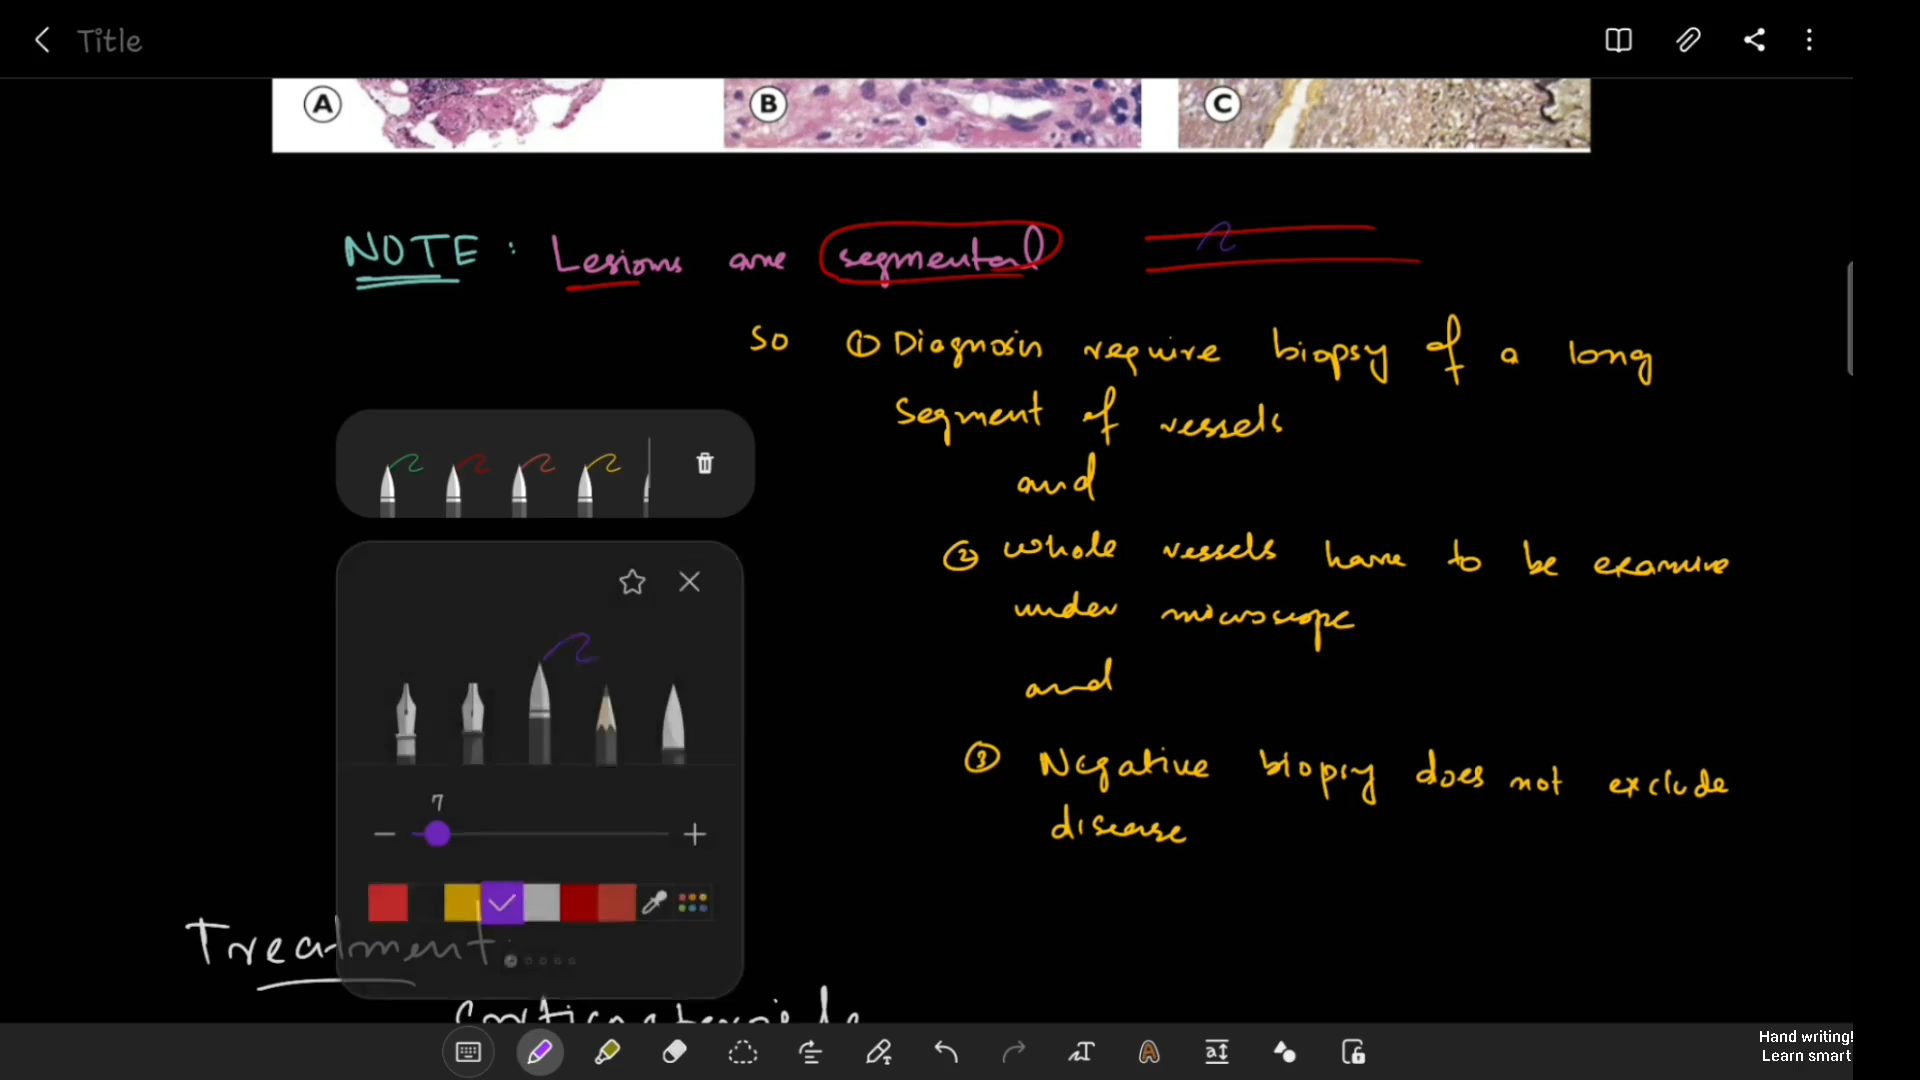 Title
A B C
NOTE : Lesions are segmental
So ① Diagnosis require biopsy of a long
segment of vessels
and
② Whole vessels have to be examine
under microscope
and
③ Negative biopsy does not exclude
disease
7
Treatment
Corticosteroids
Hand writing!
Learn smart